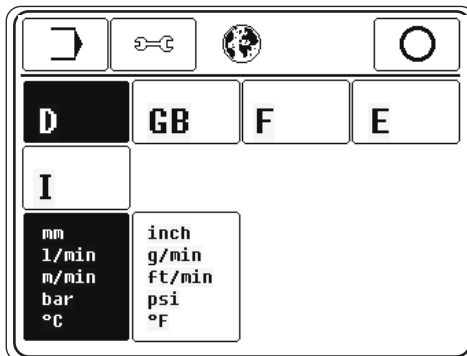 D GB F E
I
mm inch
l/min g/min
m/min ft/min
bar psi
°C °F